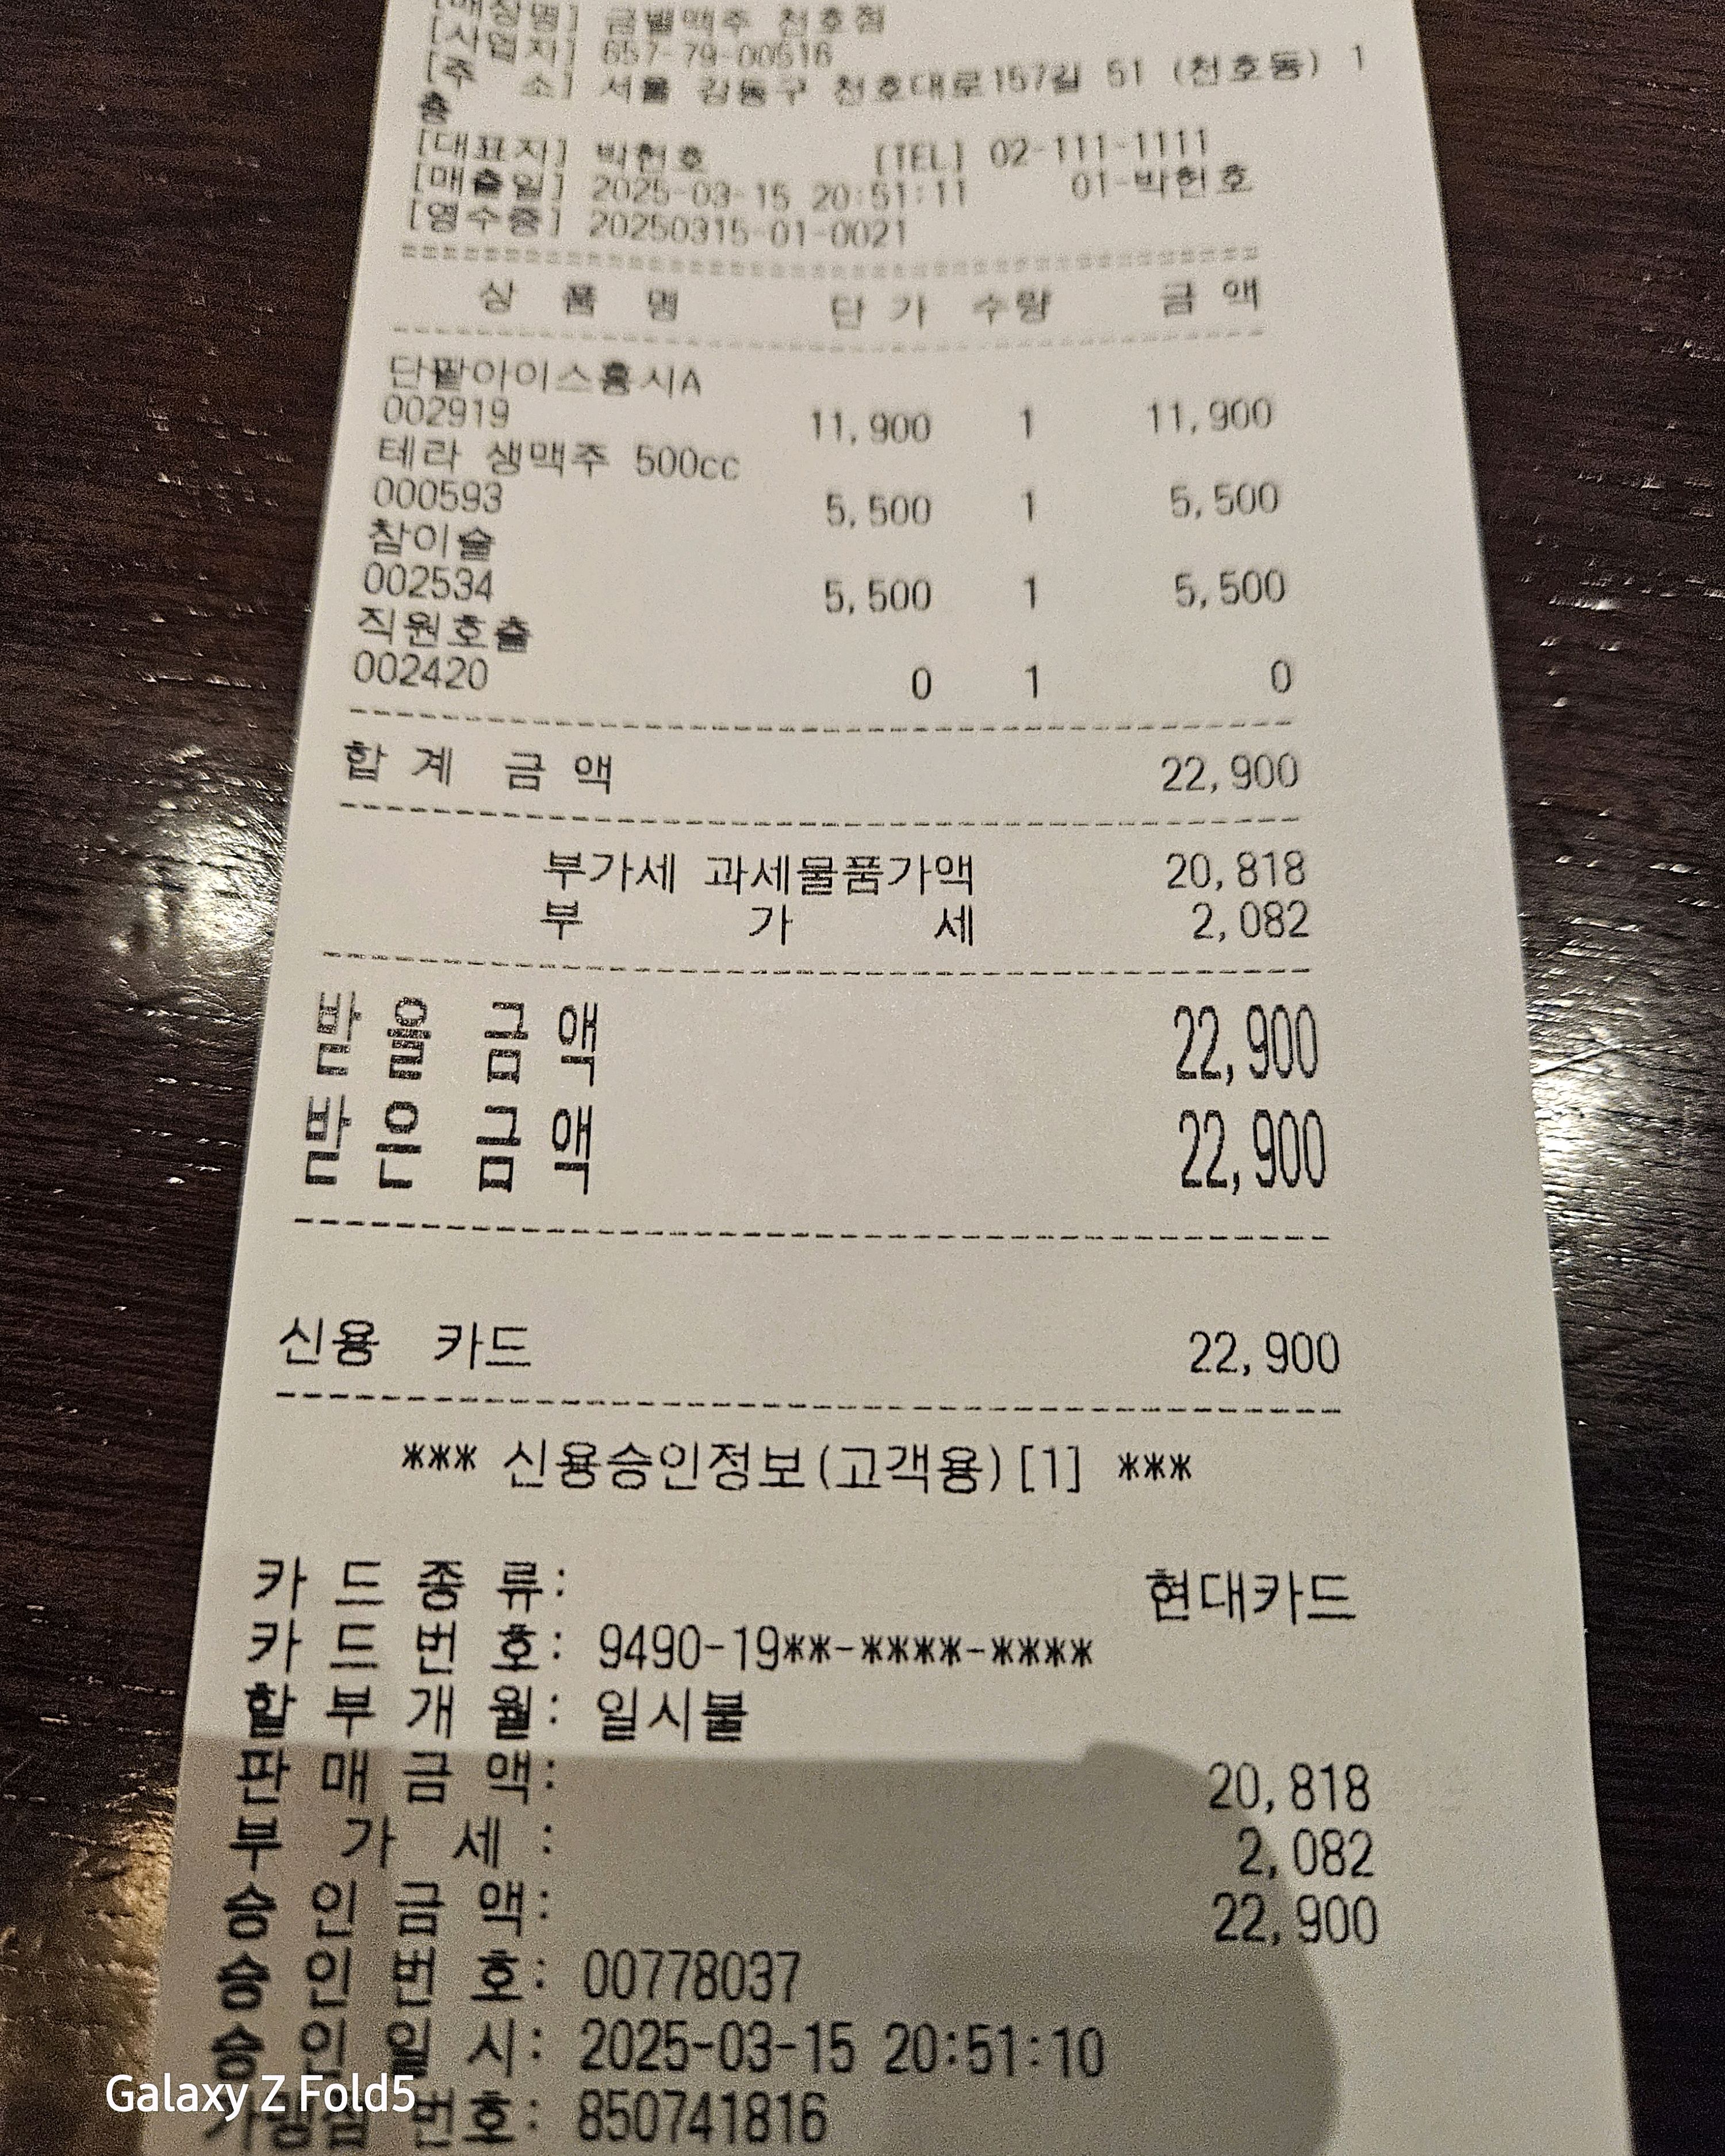 [매장명] 금별맥주 천호점
[사업자] 657-79-00516
[주 소] 서울 강동구 천호대로157길 51 (천호동) 1
층
[대표자] 박헌호 [TEL] 02-111-1111
[매출일] 2025-03-15 20:51:11 01-박헌호
[영수증] 20250315-01-0021
상 품 명 단 가 수량 금 액
단팥아이스홍시A
002919 11,900 1 11,900
테라 생맥주 500cc
000593 5,500 1 5,500
참이슬
002534 5,500 1 5,500
직원호출
002420 0 1 0
합 계 금 액 22,900
부가세 과세물품가액 20,818
부 가 세 2,082
받 을 금 액 22,900
받 은 금 액 22,900
신용 카드 22,900
*** 신용승인정보(고객용)[1] ***
카 드 종 류: 현대카드
카 드 번 호: 9490-19**-****-****
할 부 개 월: 일시불
판 매 금 액: 20,818
부 가 세 : 2,082
승 인 금 액: 22,900
승 인 번 호: 00778037
승 인 일 시: 2025-03-15 20:51:10
가맹점 번호: 850741816
Galaxy Z Fold5